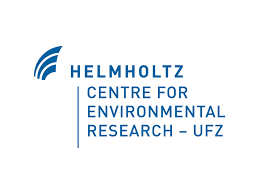 HELMHOLTZ
CENTRE FOR
ENVIRONMENTAL
RESEARCH – UFZ